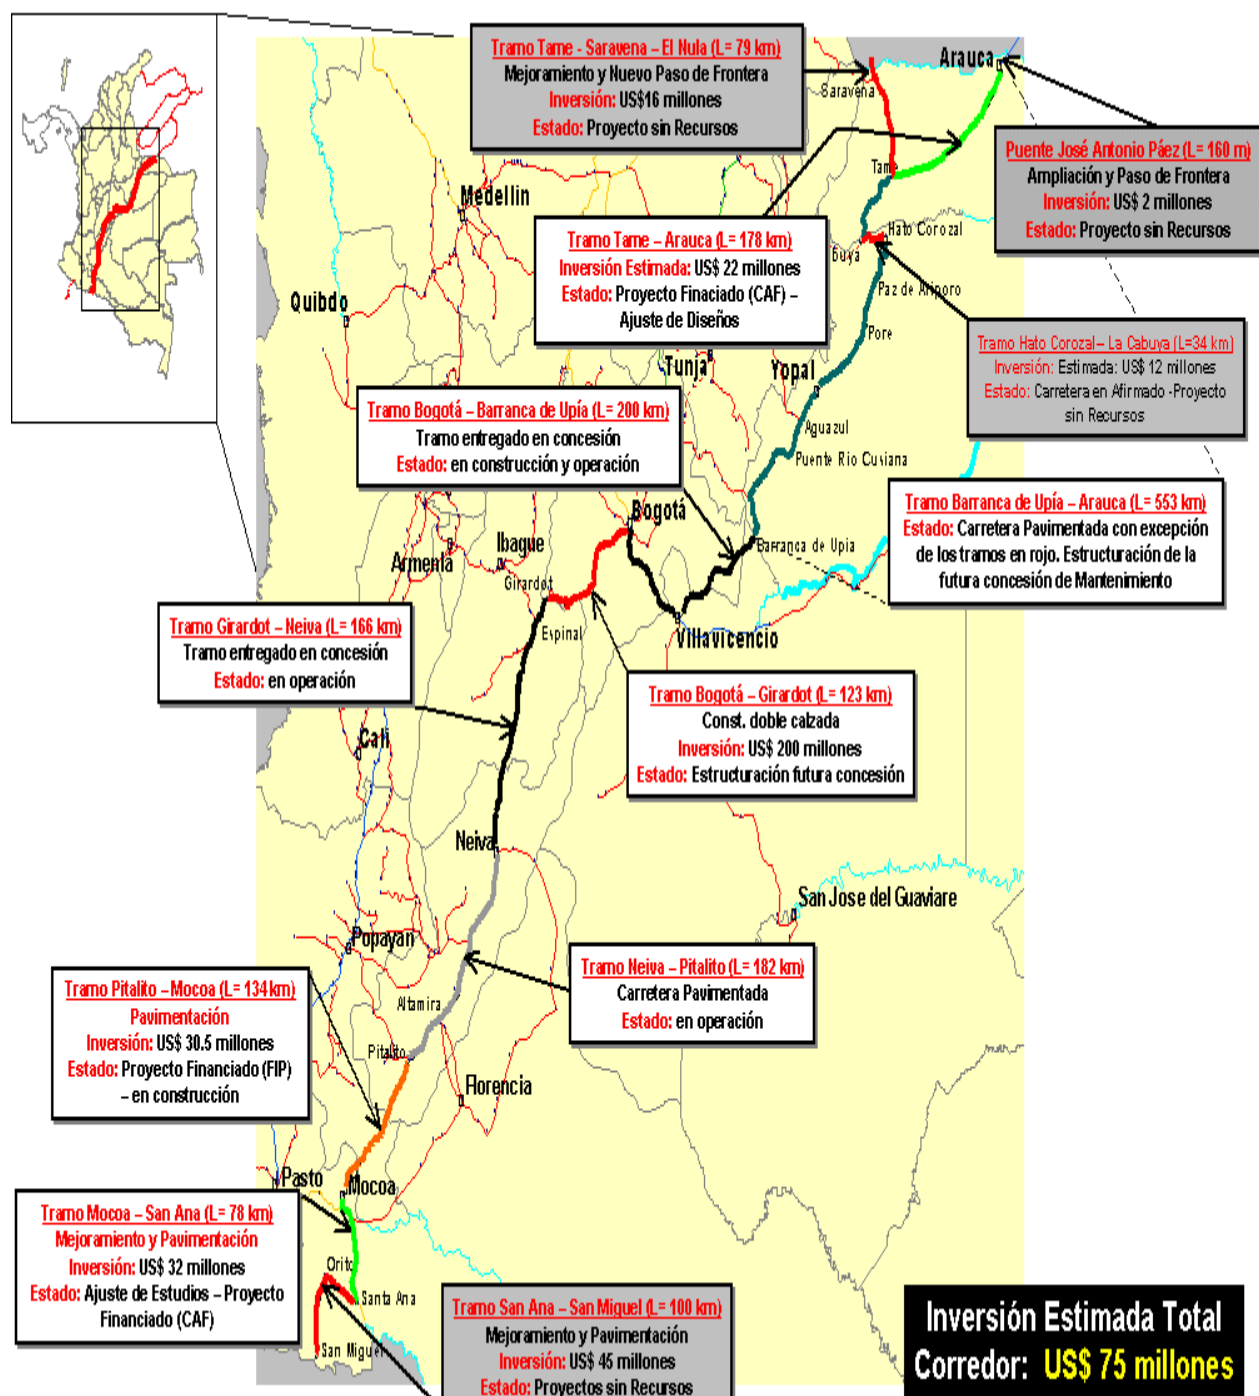 Tramo Tame - Saravena – El Nula (L= 79 km)
Mejoramiento y Nuevo Paso de Frontera
Inversión: US$16 millones
Estado: Proyecto sin Recursos
Arauca
Saravena
Puente José Antonio Páez (L= 160 m)
Ampliación y Paso de Frontera
Inversión: US$ 2 millones
Estado: Proyecto sin Recursos
Tame
Medellin
Tramo Tame – Arauca (L= 178 km)
Inversión Estimada: US$ 22 millones
Estado: Proyecto Finaciado (CAF) –
Ajuste de Diseños
Hato Corozal
buya
Paz de Ariporo
Quibdo
Pore
Tramo Hato Corozal– La Cabuya (L=34 km)
Inversión: Estimada: US$ 12 millones
Estado: Carretera en Afirmado -Proyecto
sin Recursos
Tunja
Yopal
Tramo Bogotá – Barranca de Upía (L= 200 km)
Tramo entregado en concesión
Estado: en construcción y operación
Aguazul
Puente Rio Cusiana
Tramo Barranca de Upía – Arauca (L= 553 km)
Estado: Carretera Pavimentada con excepción
de los tramos en rojo. Estructuración de la
futura concesión de Mantenimiento
Bogotá
Barranca de Upia
Ibague
Armenia
Girardot
Espinal
Villavicencio
Tramo Girardot – Neiva (L= 166 km)
Tramo entregado en concesión
Estado: en operación
Tramo Bogotá – Girardot (L= 123 km)
Const. doble calzada
Inversión: US$ 200 millones
Estado: Estructuración futura concesión
Cali
Neiva
San Jose del Guaviare
Popayan
Tramo Neiva – Pitalito (L= 182 km)
Carretera Pavimentada
Estado: en operación
Tramo Pitalito – Mocoa (L= 134 km)
Pavimentación
Inversión: US$ 30.5 millones
Estado: Proyecto Financiado (FIP)
– en construcción
Altamira
Pitalito
Florencia
Pasto
Mocoa
Tramo Mocoa – San Ana (L= 78 km)
Mejoramiento y Pavimentación
Inversión: US$ 32 millones
Estado: Ajuste de Estudios – Proyecto
Financiado (CAF)
Orito
Santa Ana
San Miguel
Tramo San Ana – San Miguel (L= 100 km)
Mejoramiento y Pavimentación
Inversión: US$ 45 millones
Estado: Proyectos sin Recursos
Inversión Estimada Total
Corredor: US$ 75 millones